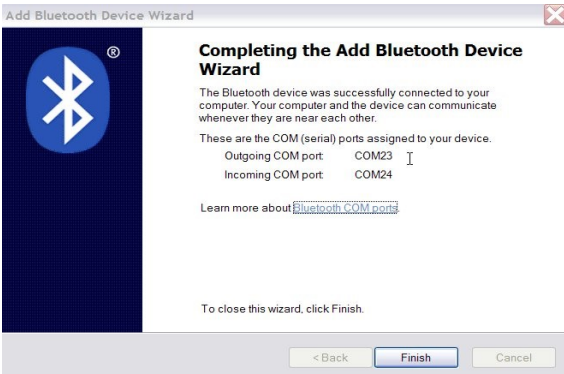 Add Bluetooth Device Wizard
®
Completing the Add Bluetooth Device
Wizard
The Bluetooth device was successfully connected to your
computer. Your computer and the device can communicate
whenever they are near each other.
These are the COM (serial) ports assigned to your device.
Outgoing COM port: COM23
Incoming COM port: COM24
Learn more about Bluetooth COM ports.
To close this wizard, click Finish.
< Back Finish Cancel